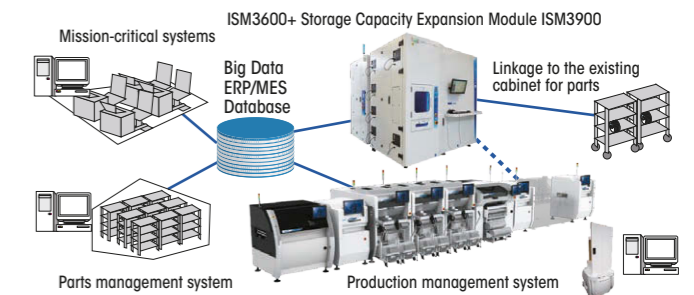 ISM3600+ Storage Capacity Expansion Module ISM3900
Mission-critical systems
Big Data
ERP/MES
Database
Linkage to the existing
cabinet for parts
Parts management system
Production management system